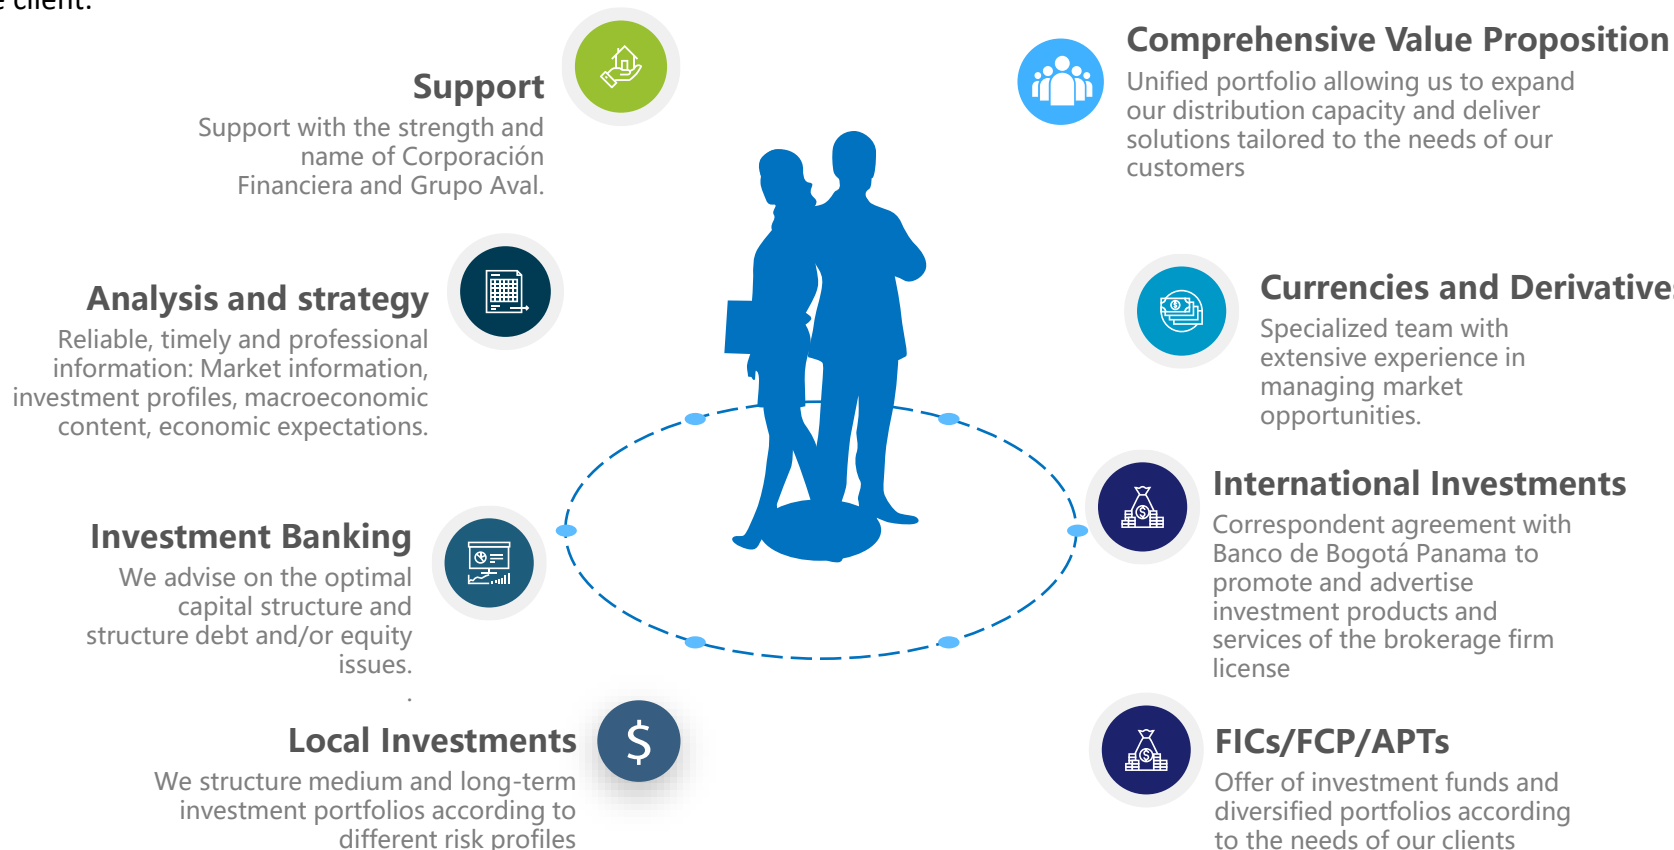 e client.
Support
Support with the strength and
name of Corporación
Financiera and Grupo Aval.
Analysis and strategy
Reliable, timely and professional
information: Market information,
investment profiles, macroeconomic
content, economic expectations.
Investment Banking
We advise on the optimal
capital structure and
structure debt and/or equity
issues.
.
Local Investments
$
We structure medium and long-term
investment portfolios according to
different risk profiles
Comprehensive Value Proposition
Unified portfolio allowing us to expand
our distribution capacity and deliver
solutions tailored to the needs of our
customers
Currencies and Derivatives
Specialized team with
extensive experience in
managing market
opportunities.
International Investments
Correspondent agreement with
Banco de Bogotá Panama to
promote and advertise
investment products and
services of the brokerage firm
license
FICs/FCP/APTs
Offer of investment funds and
diversified portfolios according
to the needs of our clients